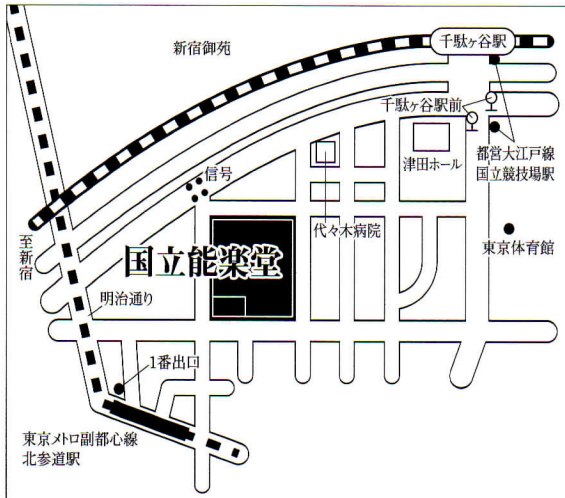 千駄ヶ谷駅
新宿御苑
千駄ヶ谷駅前
信号
津田ホール
都営大江戸線
国立競技場駅
代々木病院
東京体育館
至新宿
国立能楽堂
明治通り
1番出口
東京メトロ副都心線
北参道駅